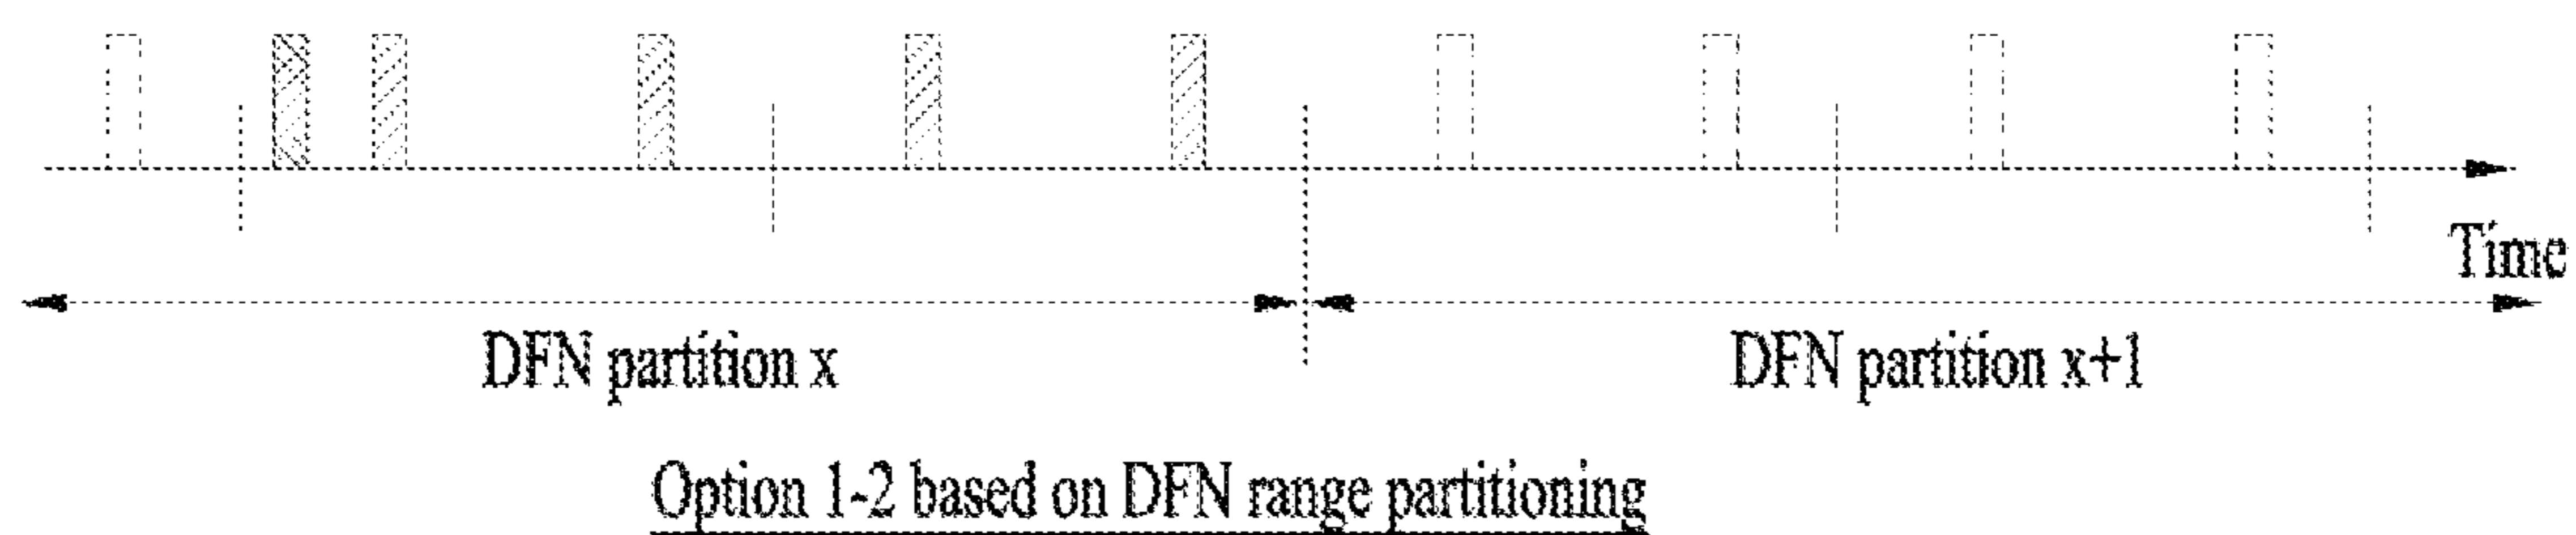 Time
DFN partition x
DFN partition x+1
Option 1-2 based on DFN range partitioning